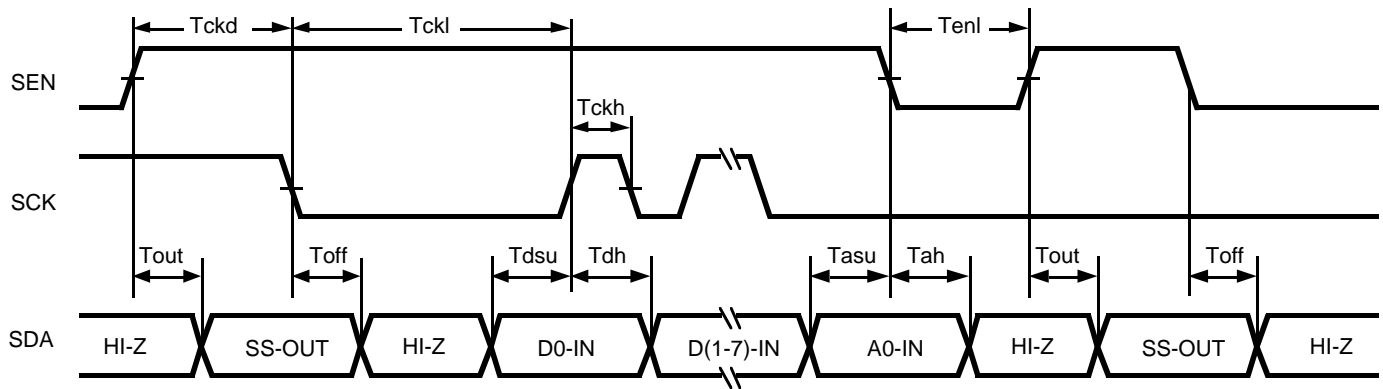 Tckd Tckl Tenl
SEN
Tckh
SCK
Tout Toff Tdsu Tdh Tasu Tah Tout Toff
SDA HI-Z SS-OUT HI-Z D0-IN D(1-7)-IN A0-IN HI-Z SS-OUT HI-Z